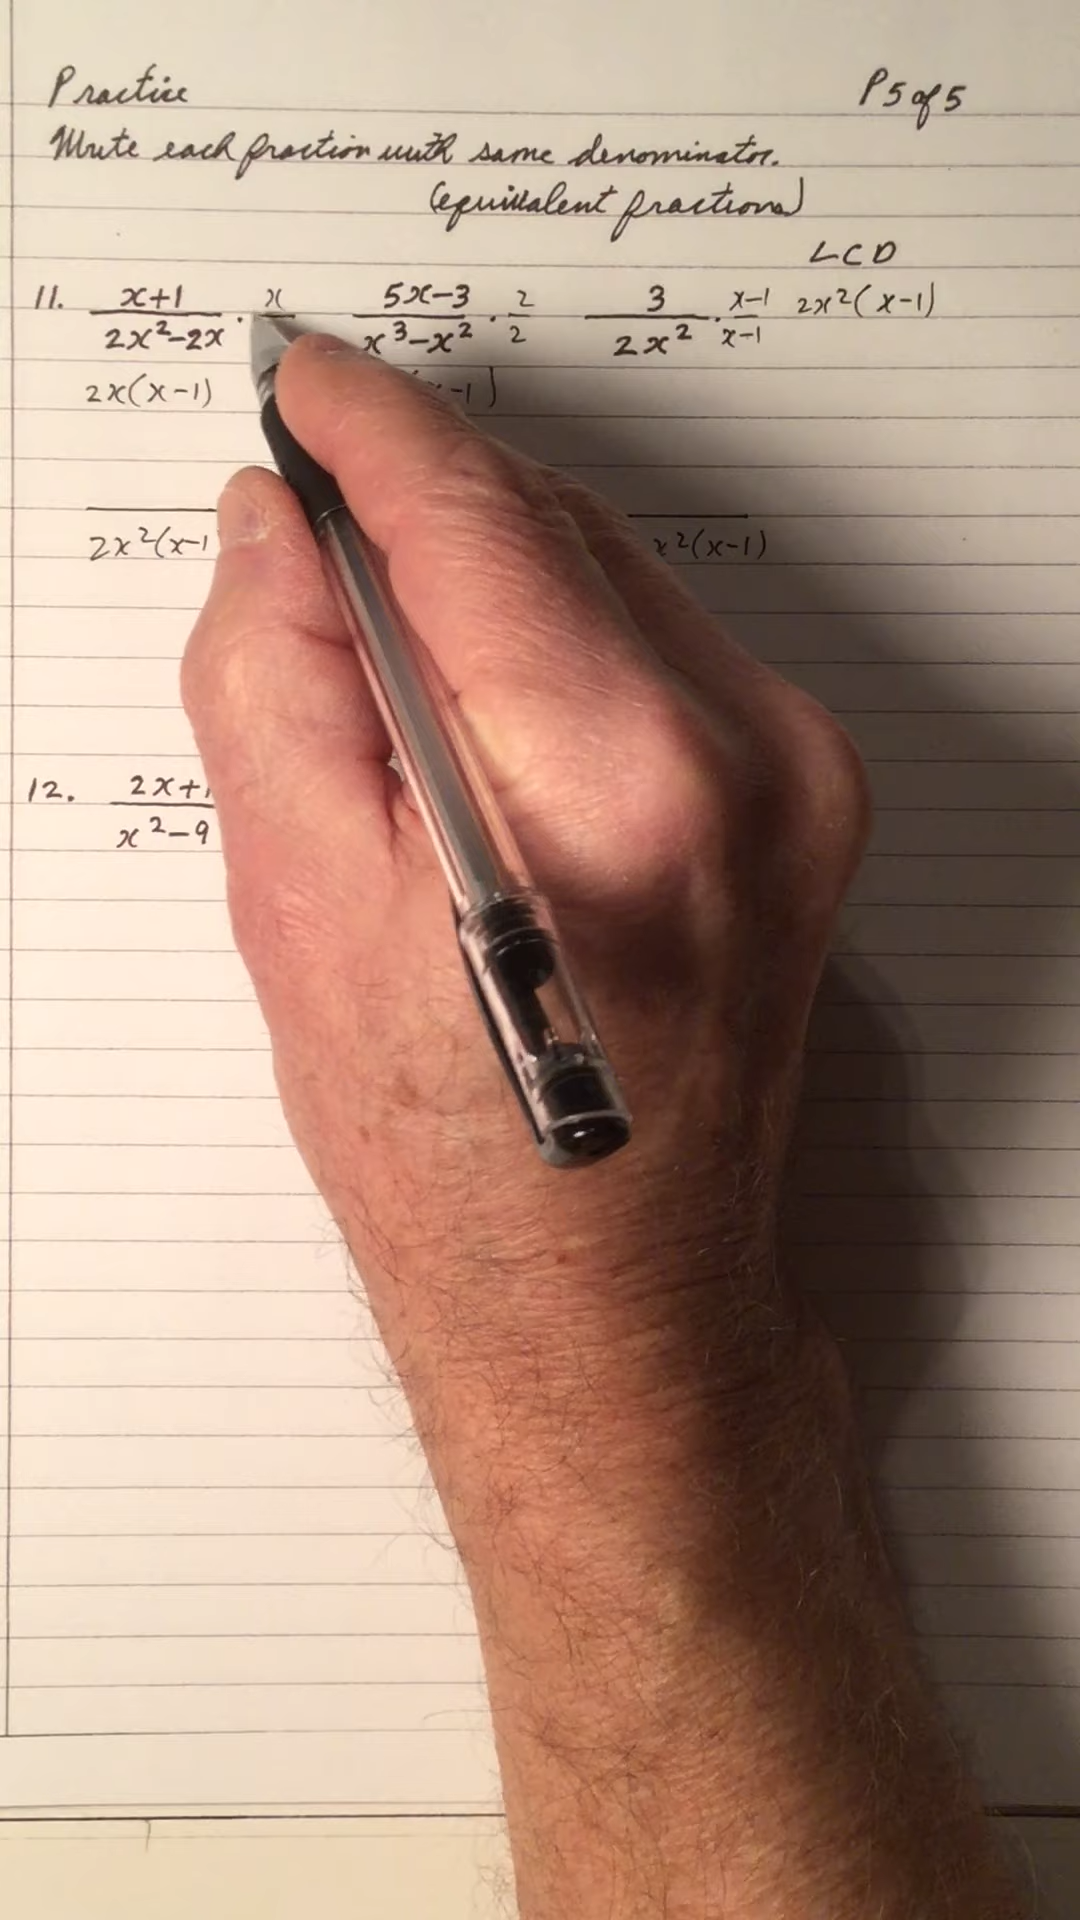 Practice P5 of 5
Write each fraction with same denominator.
(equivalent fractions)
LCD
11. x+1 x 5x-3 2 3 x-1 2x²(x-1)
2x²-2x · x³-x² · 2 2x² · x-1
2x(x-1) -1)
2x²(x-1 x²(x-1)
12. 2x+1
x²-9